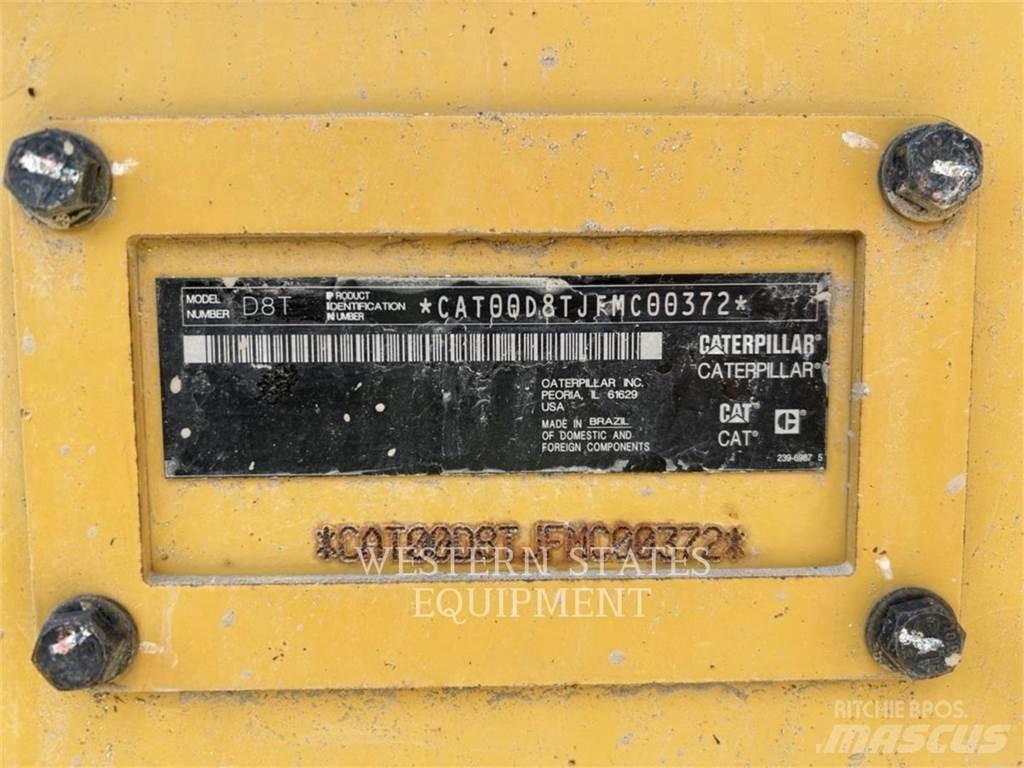 MODEL NUMBER D8T PRODUCT IDENTIFICATION NUMBER *CAT00D8TJFMC00372*
CATERPILLAR®
CATERPILLAR®
CATERPILLAR INC.
PEORIA, IL 61629
USA
MADE IN BRAZIL
OF DOMESTIC AND
FOREIGN COMPONENTS
CAT®
CAT®
239-6987 5
*CAT00D8TJFMC00372*
WESTERN STATES
EQUIPMENT
RITCHIE BROS.
MASCUS